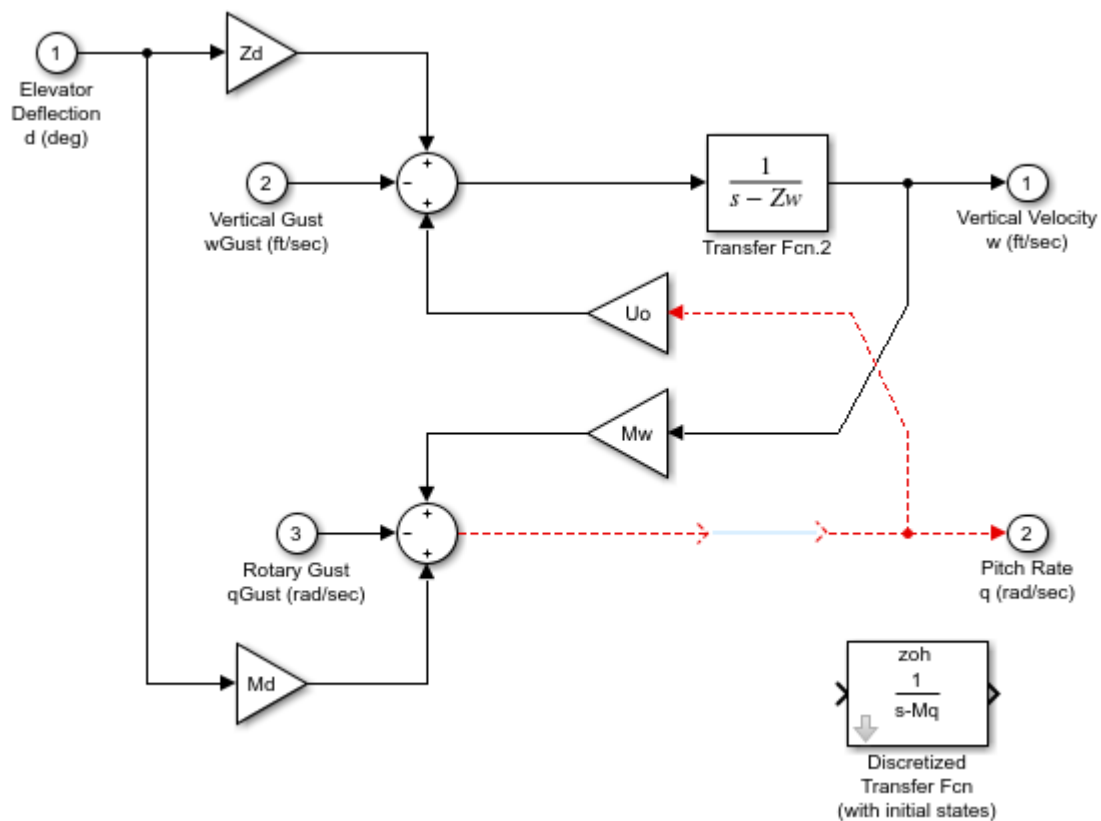 1
Zd
Elevator
Deflection
d (deg)
+
2
−
+
Vertical Gust
wGust (ft/sec)
1
s − Zw
Transfer Fcn.2
1
Vertical Velocity
w (ft/sec)
Uo
Mw
+
3
−
+
Rotary Gust
qGust (rad/sec)
2
Pitch Rate
q (rad/sec)
Md
zoh
1
s-Mq
Discretized
Transfer Fcn
(with initial states)